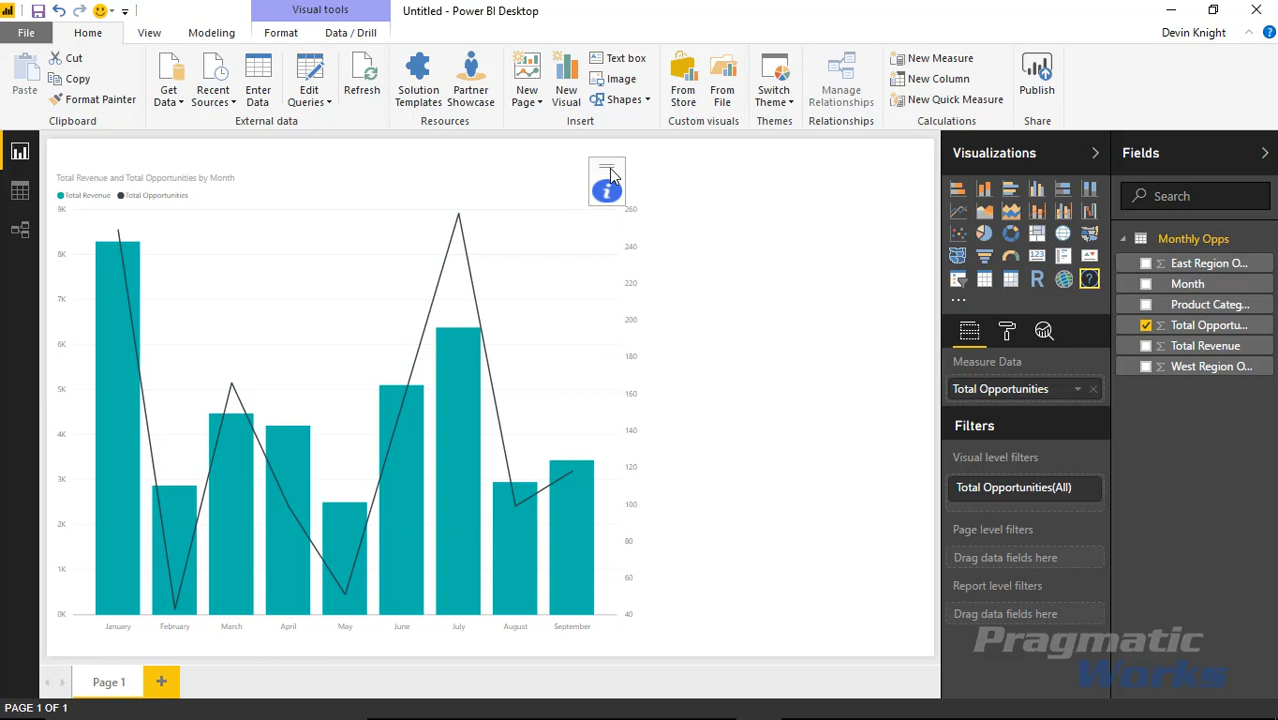 Visual tools
Untitled - Power BI Desktop
File
Home
View
Modeling
Format
Data / Drill
Devin Knight
Paste
Cut
Copy
Format Painter
Clipboard
Get Data
Recent Sources
Enter Data
Edit Queries
Refresh
External data
Solution Templates
Partner Showcase
Resources
New Page
New Visual
Text box
Image
Shapes
Insert
From Store
From File
Custom visuals
Switch Theme
Themes
Manage Relationships
Relationships
New Measure
New Column
New Quick Measure
Calculations
Publish
Share
Total Revenue and Total Opportunities by Month
Total Revenue
Total Opportunities
9K
8K
7K
6K
5K
4K
3K
2K
1K
0K
260
240
220
200
180
160
140
120
100
80
60
40
January
February
March
April
May
June
July
August
September
i
Visualizations
123
R
?
Measure Data
Total Opportunities
Filters
Visual level filters
Total Opportunities(All)
Page level filters
Drag data fields here
Report level filters
Drag data fields here
Fields
Search
Monthly Opps
East Region O...
Month
Product Categ...
Total Opportu...
Total Revenue
West Region O...
Pragmatic
Works
Page 1
PAGE 1 OF 1